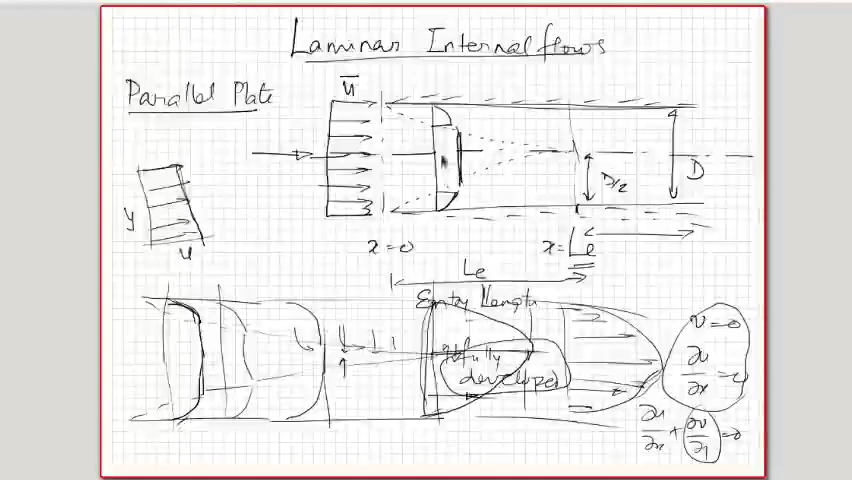 Laminar Internal flows
Parallel Plate
u̅
D/2
D
y
u
x=0
x=Le
Le
Entry Length
fully
developed
v=0
∂u/∂x=0
∂u/∂x + ∂v/∂y=0